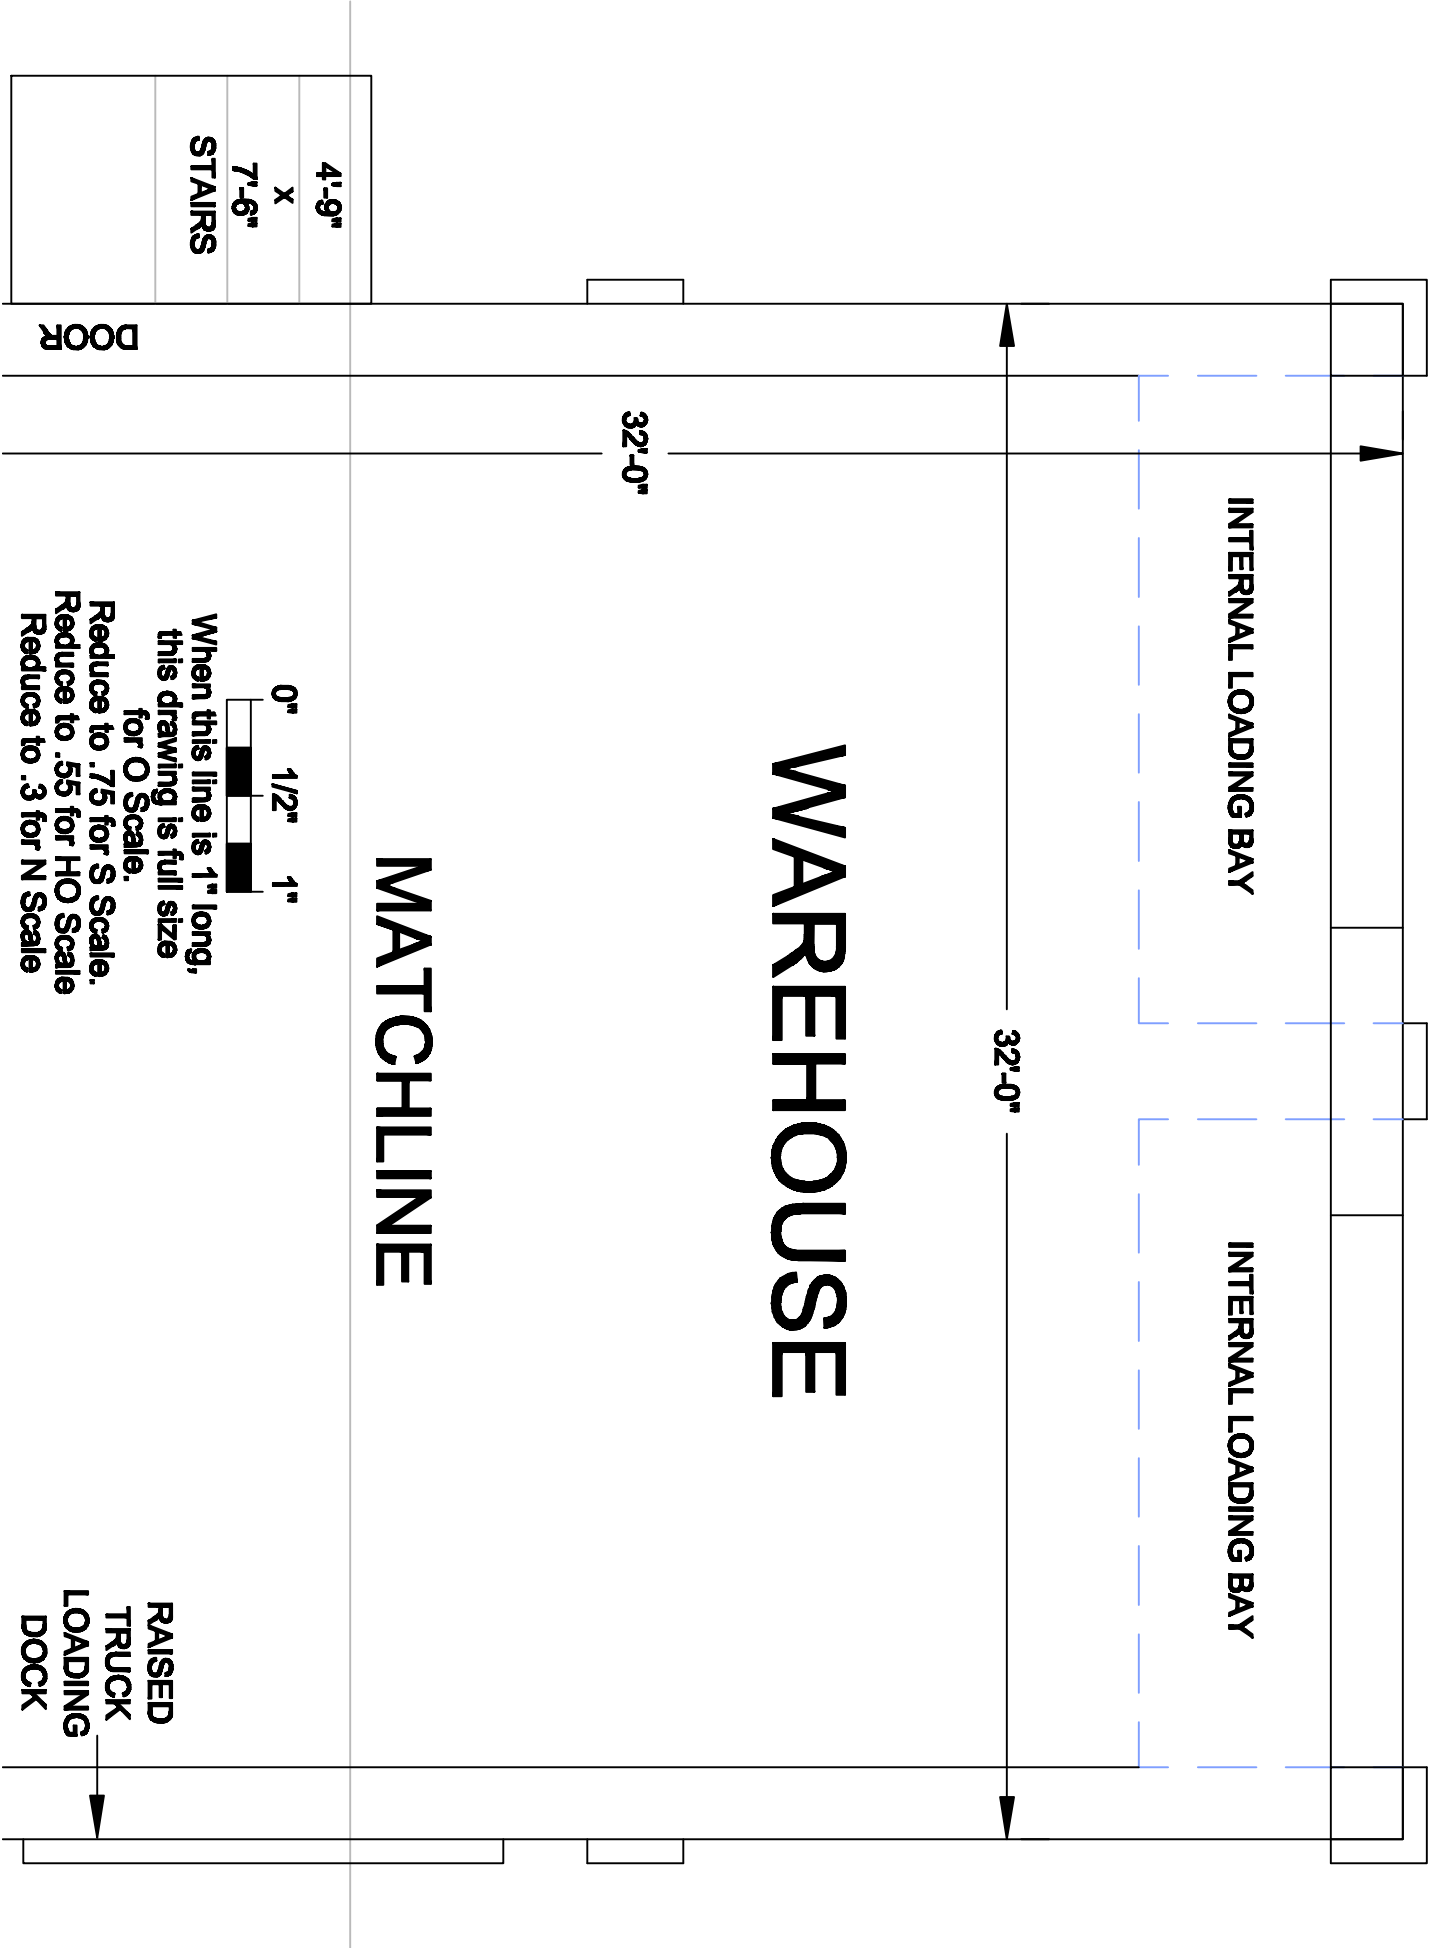 INTERNAL LOADING BAY
INTERNAL LOADING BAY
32'-0"
WAREHOUSE
32'-0"
MATCHLINE
4'-9"
X
7'-6"
STAIRS
DOOR
0" 1/2" 1"
When this line is 1" long,
this drawing is full size
for O Scale.
Reduce to .75 for S Scale.
Reduce to .55 for HO Scale
Reduce to .3 for N Scale
RAISED
TRUCK
LOADING
DOCK